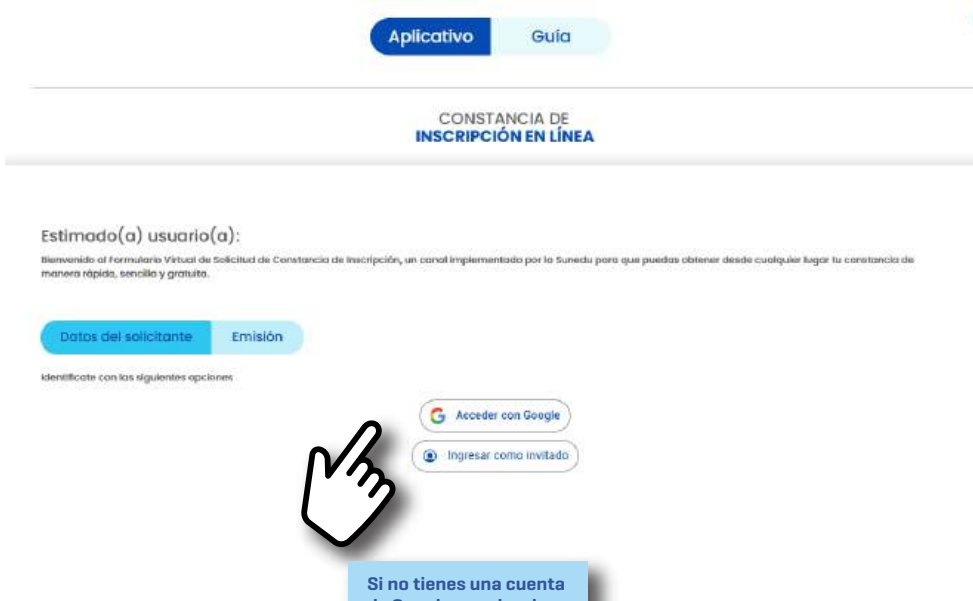 Aplicativo Guía
CONSTANCIA DE
INSCRIPCIÓN EN LÍNEA
Estimado(a) usuario(a):
Bienvenido al Formulario Virtual de Solicitud de Constancia de Inscripción, un canal implementado por la Sunedu para que puedas obtener desde cualquier lugar tu constancia de
manera rápida, sencilla y gratuita.
Datos del solicitante Emisión
Identifícate con las siguientes opciones
Acceder con Google
Ingresar como invitado
Si no tienes una cuenta